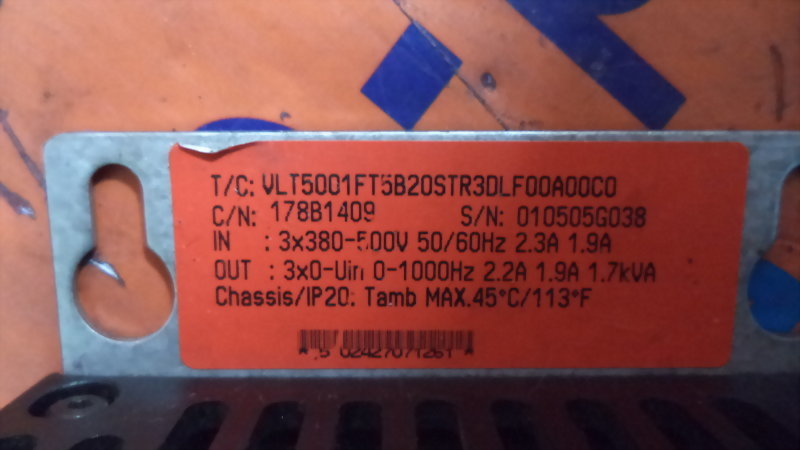 T/C: VLT5001FT5B20STR3DLF00A00C0
C/N: 178B1409 S/N: 010505G038
IN : 3x380-500V 50/60Hz 2.3A 1.9A
OUT : 3x0-Uin 0-1000Hz 2.2A 1.9A 1.7kVA
Chassis/IP20: Tamb MAX.45°C/113°F